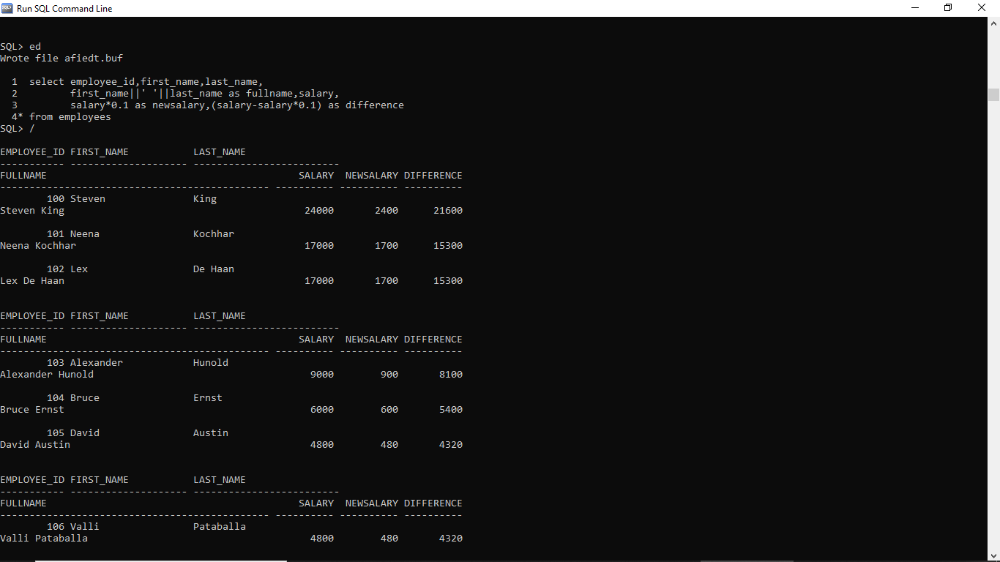 Run SQL Command Line
SQL> ed
Wrote file afiedt.buf
  1  select employee_id,first_name,last_name,
  2         first_name||' '||last_name as fullname,salary,
  3         salary*0.1 as newsalary,(salary-salary*0.1) as difference
  4* from employees
SQL> /
EMPLOYEE_ID FIRST_NAME           LAST_NAME
----------- -------------------- -------------------------
FULLNAME                                           SALARY  NEWSALARY DIFFERENCE
---------------------------------------------- ---------- ---------- ----------
        100 Steven               King
Steven King                                         24000       2400      21600
        101 Neena                Kochhar
Neena Kochhar                                       17000       1700      15300
        102 Lex                  De Haan
Lex De Haan                                         17000       1700      15300
EMPLOYEE_ID FIRST_NAME           LAST_NAME
----------- -------------------- -------------------------
FULLNAME                                           SALARY  NEWSALARY DIFFERENCE
---------------------------------------------- ---------- ---------- ----------
        103 Alexander            Hunold
Alexander Hunold                                     9000        900       8100
        104 Bruce                Ernst
Bruce Ernst                                          6000        600       5400
        105 David                Austin
David Austin                                         4800        480       4320
EMPLOYEE_ID FIRST_NAME           LAST_NAME
----------- -------------------- -------------------------
FULLNAME                                           SALARY  NEWSALARY DIFFERENCE
---------------------------------------------- ---------- ---------- ----------
        106 Valli                Pataballa
Valli Pataballa                                      4800        480       4320